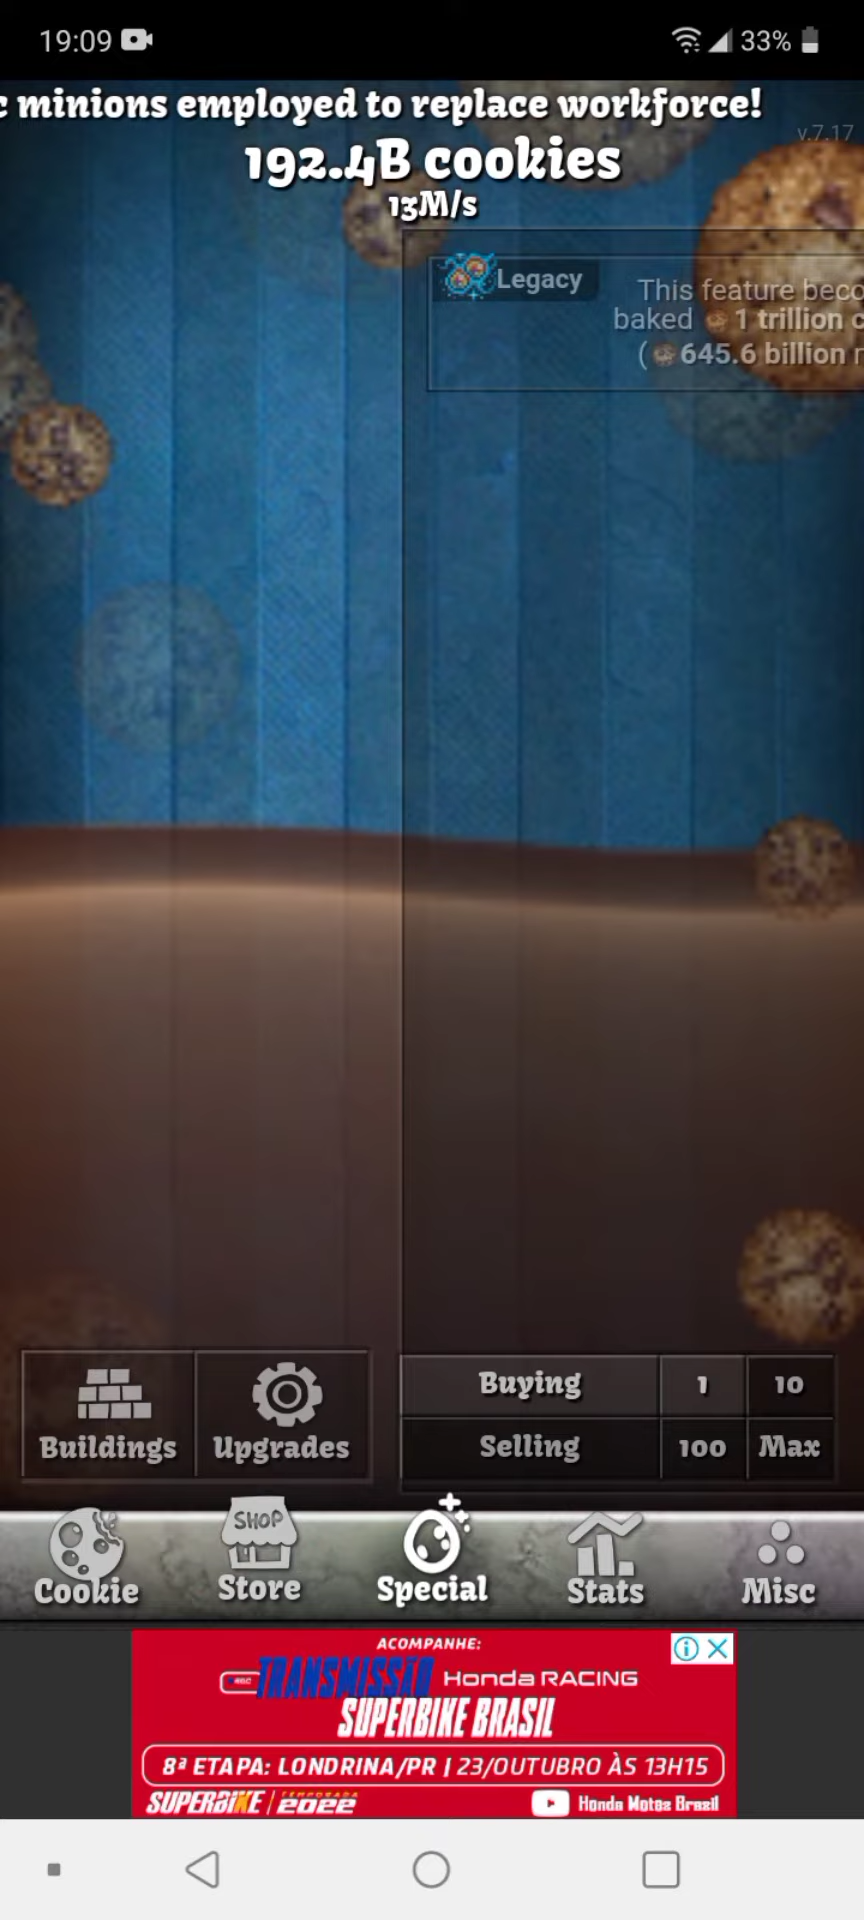 19:09
33%
c minions employed to replace workforce!
v.7.17
192.4B cookies
13M/s
Legacy
This feature beco
baked 1 trillion c
( 645.6 billion r
Buildings
Upgrades
Buying
1
10
Selling
100
Max
SHOP
Cookie
Store
Special
Stats
Misc
ACOMPANHE:
TRANSMISSÃO Honda RACING
SUPERBIKE BRASIL
8ª ETAPA: LONDRINA/PR | 23/OUTUBRO ÀS 13H15
SUPERBIKE | TEMPORADA 2022
Honda Motos Brasil